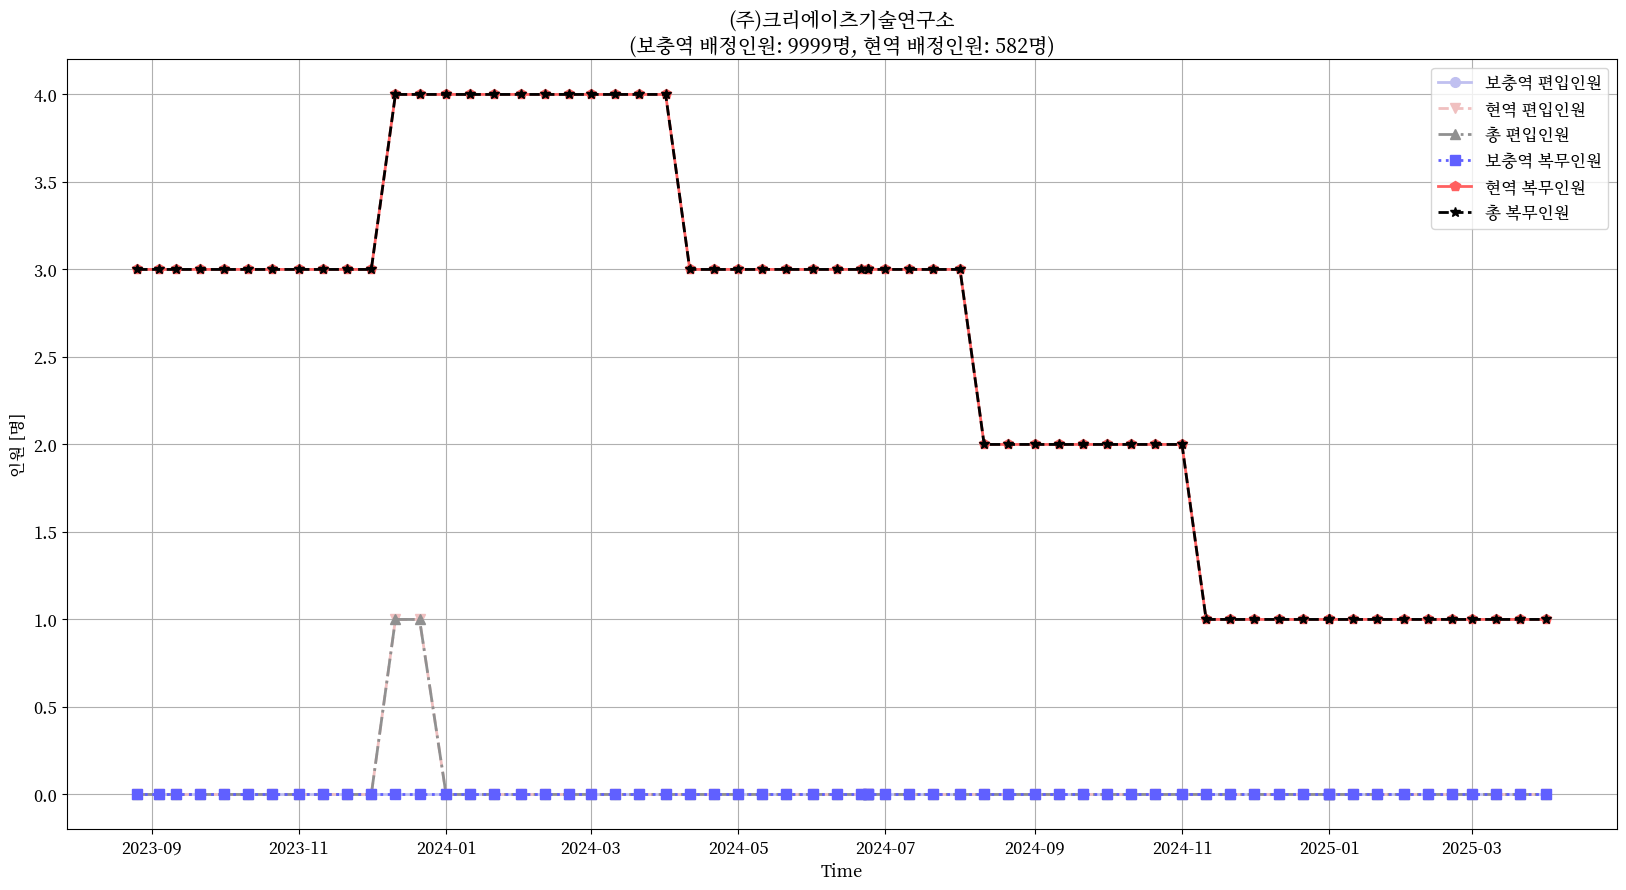 (주)크리에이츠기술연구소
(보충역 배정인원: 9999명, 현역 배정인원: 582명)
보충역 편입인원
현역 편입인원
총 편입인원
보충역 복무인원
현역 복무인원
총 복무인원
4.0
3.5
3.0
2.5
2.0
1.5
1.0
0.5
0.0
인원 [명]
2023-09 2023-11 2024-01 2024-03 2024-05 2024-07 2024-09 2024-11 2025-01 2025-03
Time